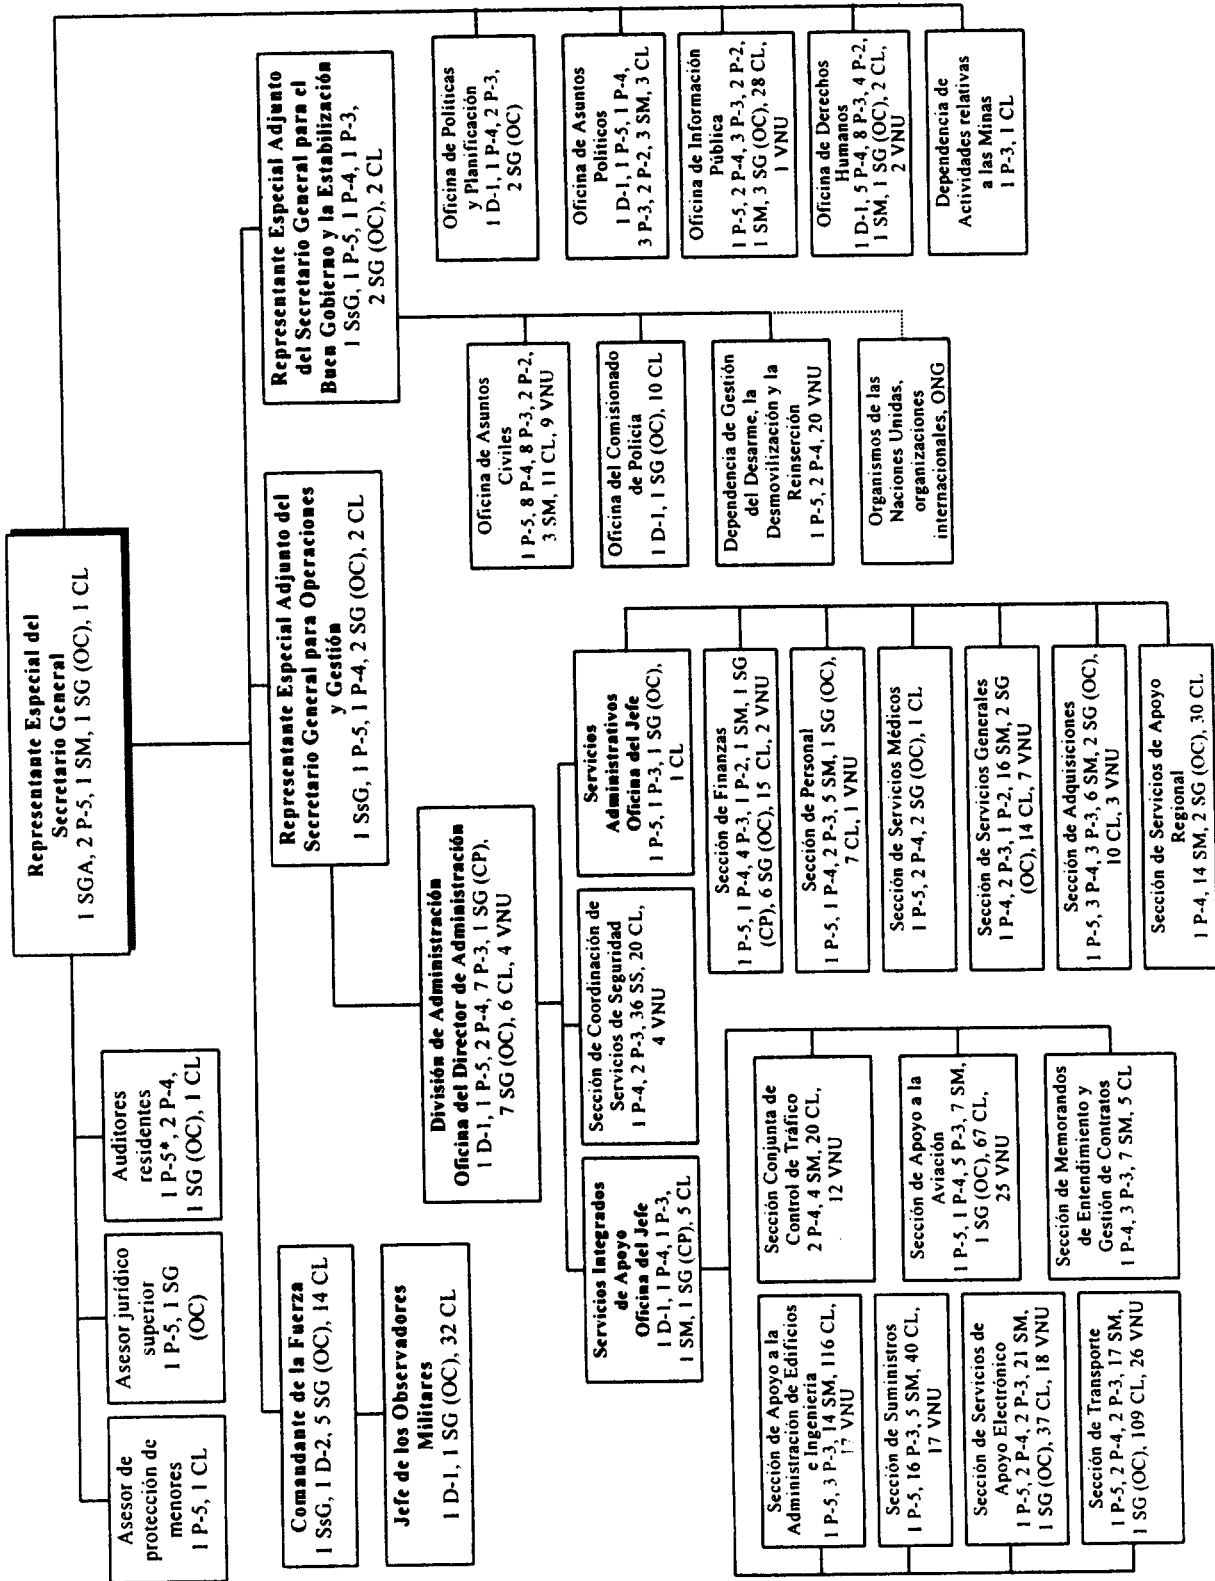 Representante Especial del
Secretario General
1 SGA, 2 P-5, 1 SM, 1 SG (OC), 1 CL
Asesor de
protección de
menores
1 P-5, 1 CL
Asesor jurídico
superior
1 P-5, 1 SG
(OC)
Auditores
residentes
1 P-5*, 2 P-4,
1 SG (OC), 1 CL
Comandante de la Fuerza
1 SsG, 1 D-2, 5 SG (OC), 14 CL
Jefe de los Observadores
Militares
1 D-1, 1 SG (OC), 32 CL
Representante Especial Adjunto del
Secretario General para Operaciones
y Gestión
1 SsG, 1 P-5, 1 P-4, 2 SG (OC), 2 CL
Representante Especial Adjunto
del Secretario General para el
Buen Gobierno y la Estabilización
1 SsG, 1 P-5, 1 P-4, 1 P-3,
2 SG (OC), 2 CL
División de Administración
Oficina del Director de Administración
1 D-1, 1 P-5, 2 P-4, 7 P-3, 1 SG (CP),
7 SG (OC), 6 CL, 4 VNU
Servicios Integrados
de Apoyo
Oficina del Jefe
1 D-1, 1 P-4, 1 P-3,
1 SM, 1 SG (CP), 5 CL
Sección de Coordinación de
Servicios de Seguridad
1 P-4, 2 P-3, 36 SS, 20 CL,
4 VNU
Servicios
Administrativos
Oficina del Jefe
1 P-5, 1 P-3, 1 SG (OC),
1 CL
Sección de Apoyo a la
Administración de Edificios
e Ingeniería
1 P-5, 3 P-3, 14 SM, 116 CL,
17 VNU
Sección de Suministros
1 P-5, 16 P-3, 5 SM, 40 CL,
17 VNU
Sección de Servicios de
Apoyo Electrónico
1 P-5, 2 P-4, 2 P-3, 21 SM,
1 SG (OC), 37 CL, 18 VNU
Sección de Transporte
1 P-5, 2 P-4, 2 P-3, 17 SM,
1 SG (OC), 109 CL, 26 VNU
Sección Conjunta de
Control de Tráfico
2 P-4, 4 SM, 20 CL,
12 VNU
Sección de Apoyo a la
Aviación
1 P-5, 1 P-4, 5 P-3, 7 SM,
1 SG (OC), 67 CL,
25 VNU
Sección de Memorandos
de Entendimiento y
Gestión de Contratos
1 P-4, 3 P-3, 7 SM, 5 CL
Sección de Finanzas
1 P-5, 1 P-4, 4 P-3, 1 P-2, 1 SM, 1 SG
(CP), 6 SG (OC), 15 CL, 2 VNU
Sección de Personal
1 P-5, 1 P-4, 2 P-3, 5 SM, 1 SG (OC),
7 CL, 1 VNU
Sección de Servicios Médicos
1 P-5, 2 P-4, 2 SG (OC), 1 CL
Sección de Servicios Generales
1 P-4, 2 P-3, 1 P-2, 16 SM, 2 SG
(OC), 14 CL, 7 VNU
Sección de Adquisiciones
1 P-5, 3 P-4, 3 P-3, 6 SM, 2 SG (OC),
10 CL, 3 VNU
Sección de Servicios de Apoyo
Regional
1 P-4, 14 SM, 2 SG (OC), 30 CL
Oficina de Asuntos
Civiles
1 P-5, 8 P-4, 8 P-3, 2 P-2,
3 SM, 11 CL, 9 VNU
Oficina del Comisionado
de Policía
1 D-1, 1 SG (OC), 10 CL
Dependencia de Gestión
del Desarme, la
Desmovilización y la
Reinserción
1 P-5, 2 P-4, 20 VNU
Organismos de las
Naciones Unidas,
organizaciones
internacionales, ONG
Oficina de Políticas
y Planificación
1 D-1, 1 P-4, 2 P-3,
2 SG (OC)
Oficina de Asuntos
Políticos
1 D-1, 1 P-5, 1 P-4,
3 P-3, 2 P-2, 3 SM, 3 CL
Oficina de Información
Pública
1 P-5, 2 P-4, 3 P-3, 2 P-2,
1 SM, 3 SG (OC), 28 CL,
1 VNU
Oficina de Derechos
Humanos
1 D-1, 5 P-4, 8 P-3, 4 P-2,
1 SM, 1 SG (OC), 2 CL,
2 VNU
Dependencia de
Actividades relativas
a las Minas
1 P-3, 1 CL